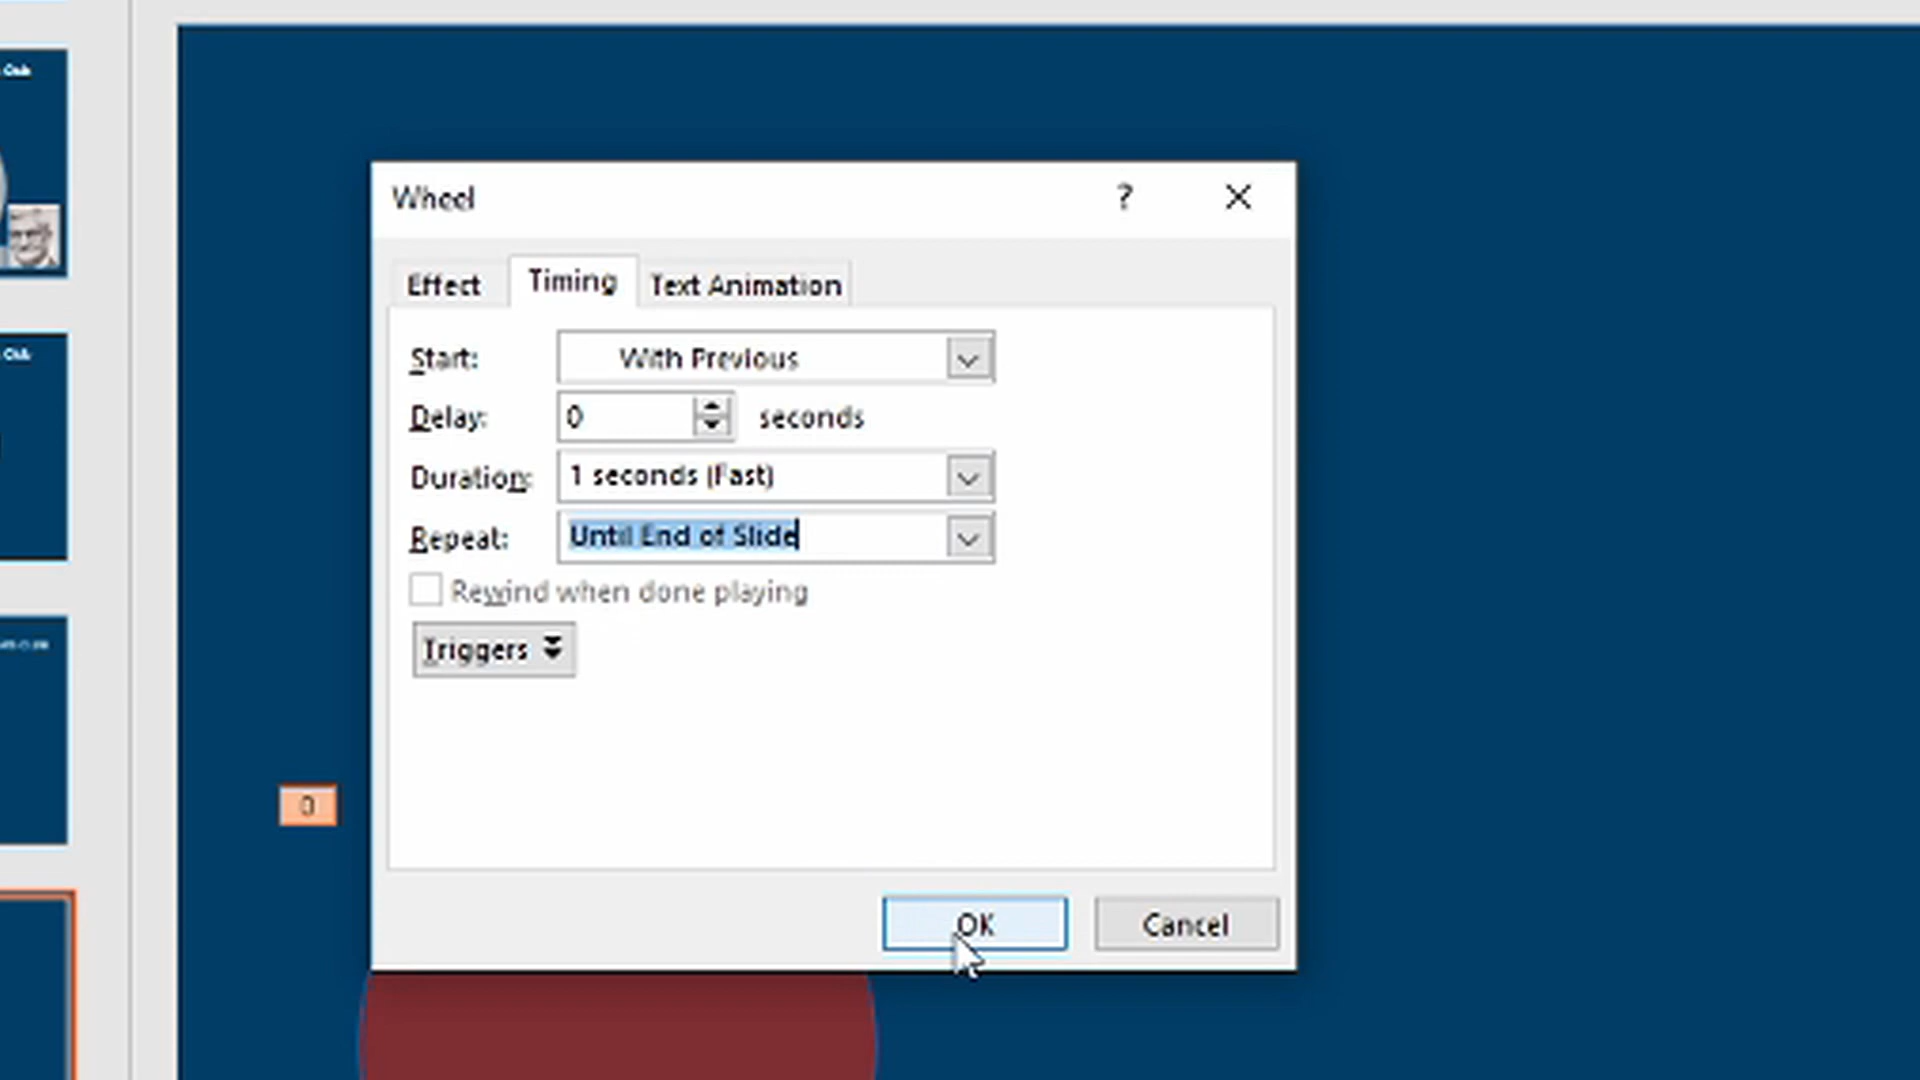 Wheel
?
Effect
Timing
Text Animation
Start:
With Previous
Delay:
0
seconds
Duration:
1 seconds (Fast)
Repeat:
Until End of Slide
Rewind when done playing
Triggers
0
OK
Cancel